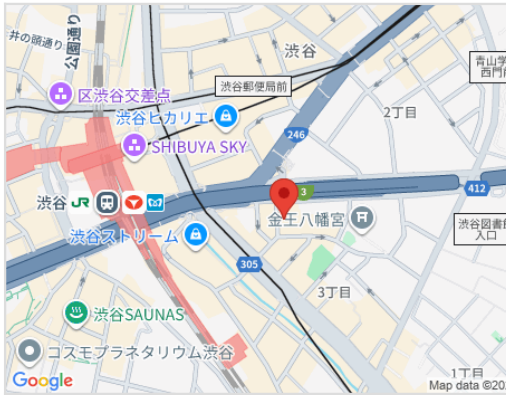 井の頭通り
公園通り
渋谷
青山学
西門前
区渋谷交差点
渋谷郵便局前
渋谷ヒカリエ
2丁目
246
SHIBUYA SKY
3
412
渋谷
JR
金王八幡宮
渋谷図書館
入口
渋谷ストリーム
305
3丁目
渋谷SAUNAS
コスモプラネタリウム渋谷
1丁目
Google
Map data ©20